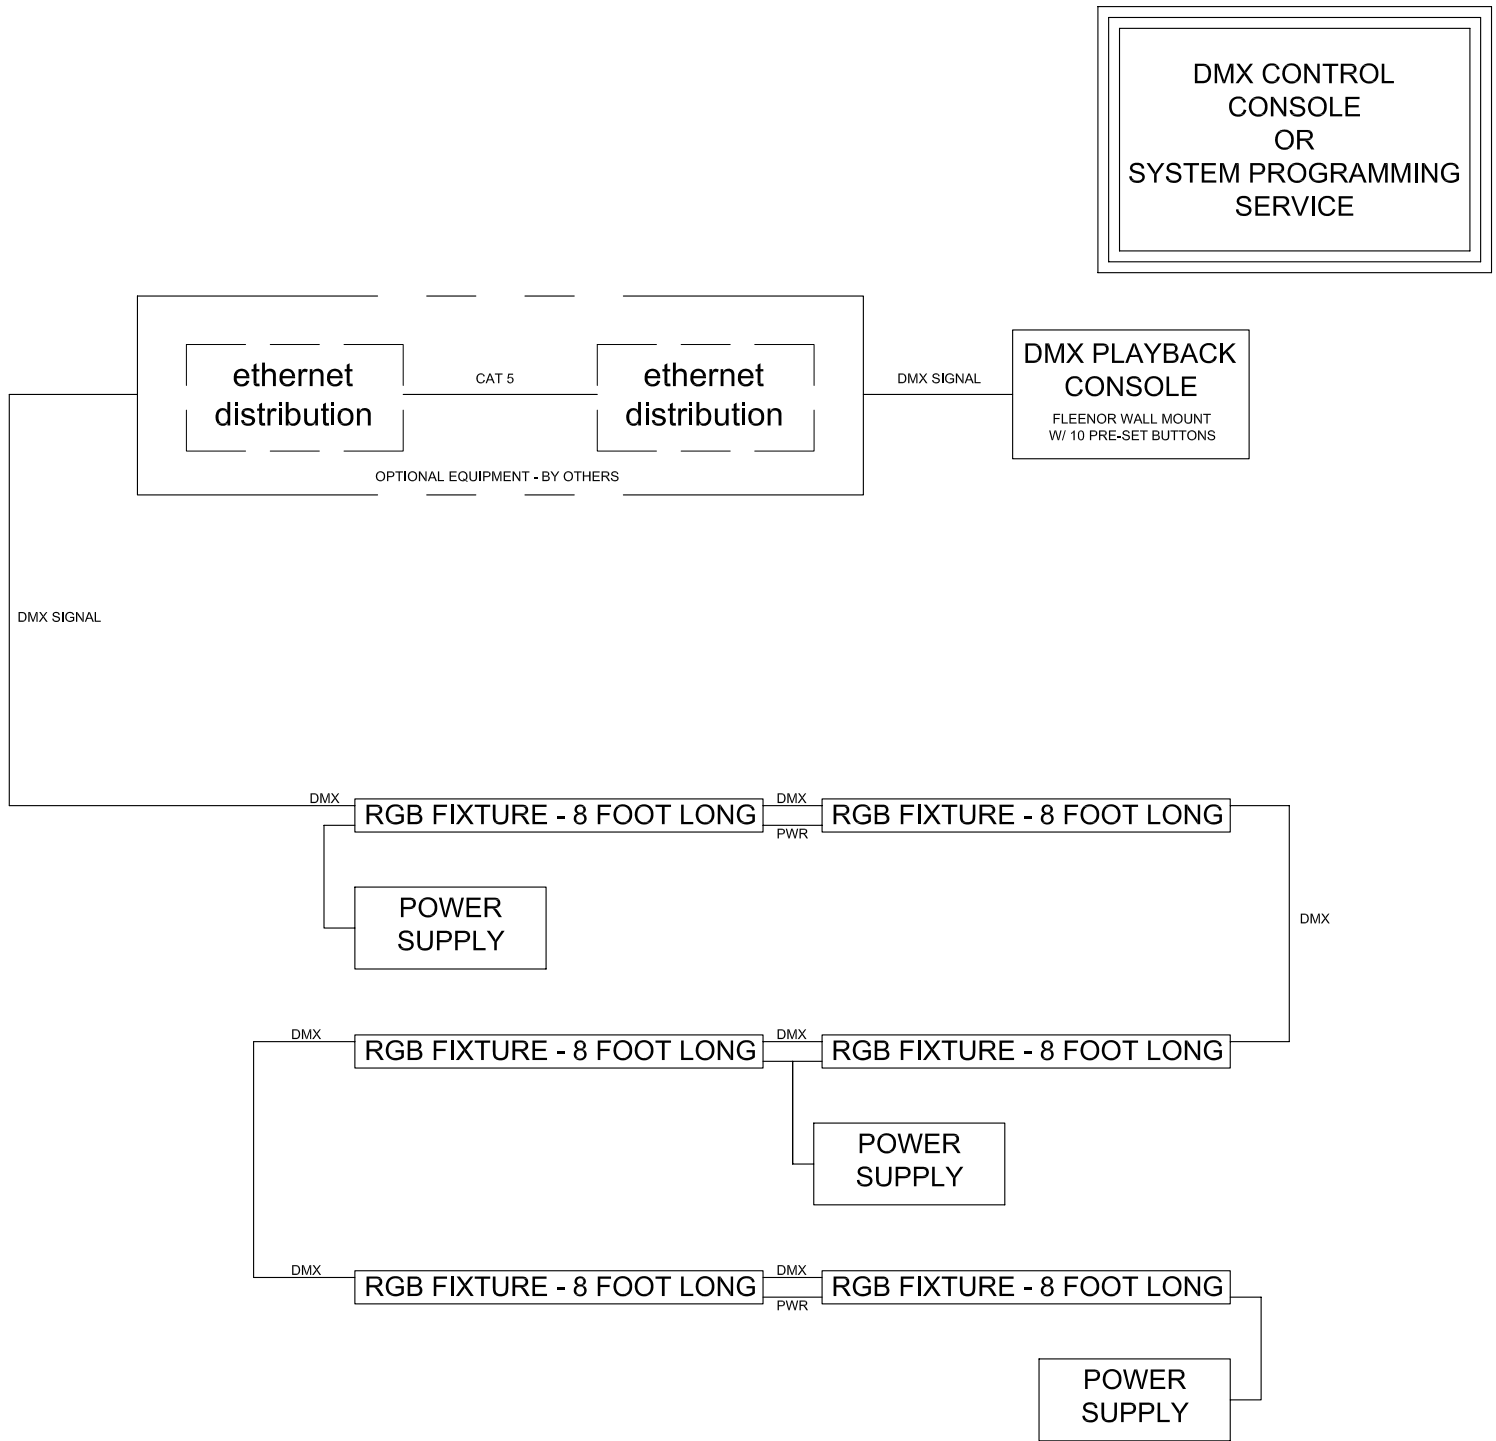 DMX CONTROL
CONSOLE
OR
SYSTEM PROGRAMMING
SERVICE
ethernet
distribution
CAT 5
ethernet
distribution
OPTIONAL EQUIPMENT - BY OTHERS
DMX SIGNAL
DMX PLAYBACK
CONSOLE
FLEENOR WALL MOUNT
W/ 10 PRE-SET BUTTONS
DMX SIGNAL
DMX
RGB FIXTURE - 8 FOOT LONG
DMX
PWR
RGB FIXTURE - 8 FOOT LONG
POWER
SUPPLY
DMX
DMX
RGB FIXTURE - 8 FOOT LONG
DMX
RGB FIXTURE - 8 FOOT LONG
POWER
SUPPLY
DMX
RGB FIXTURE - 8 FOOT LONG
DMX
PWR
RGB FIXTURE - 8 FOOT LONG
POWER
SUPPLY